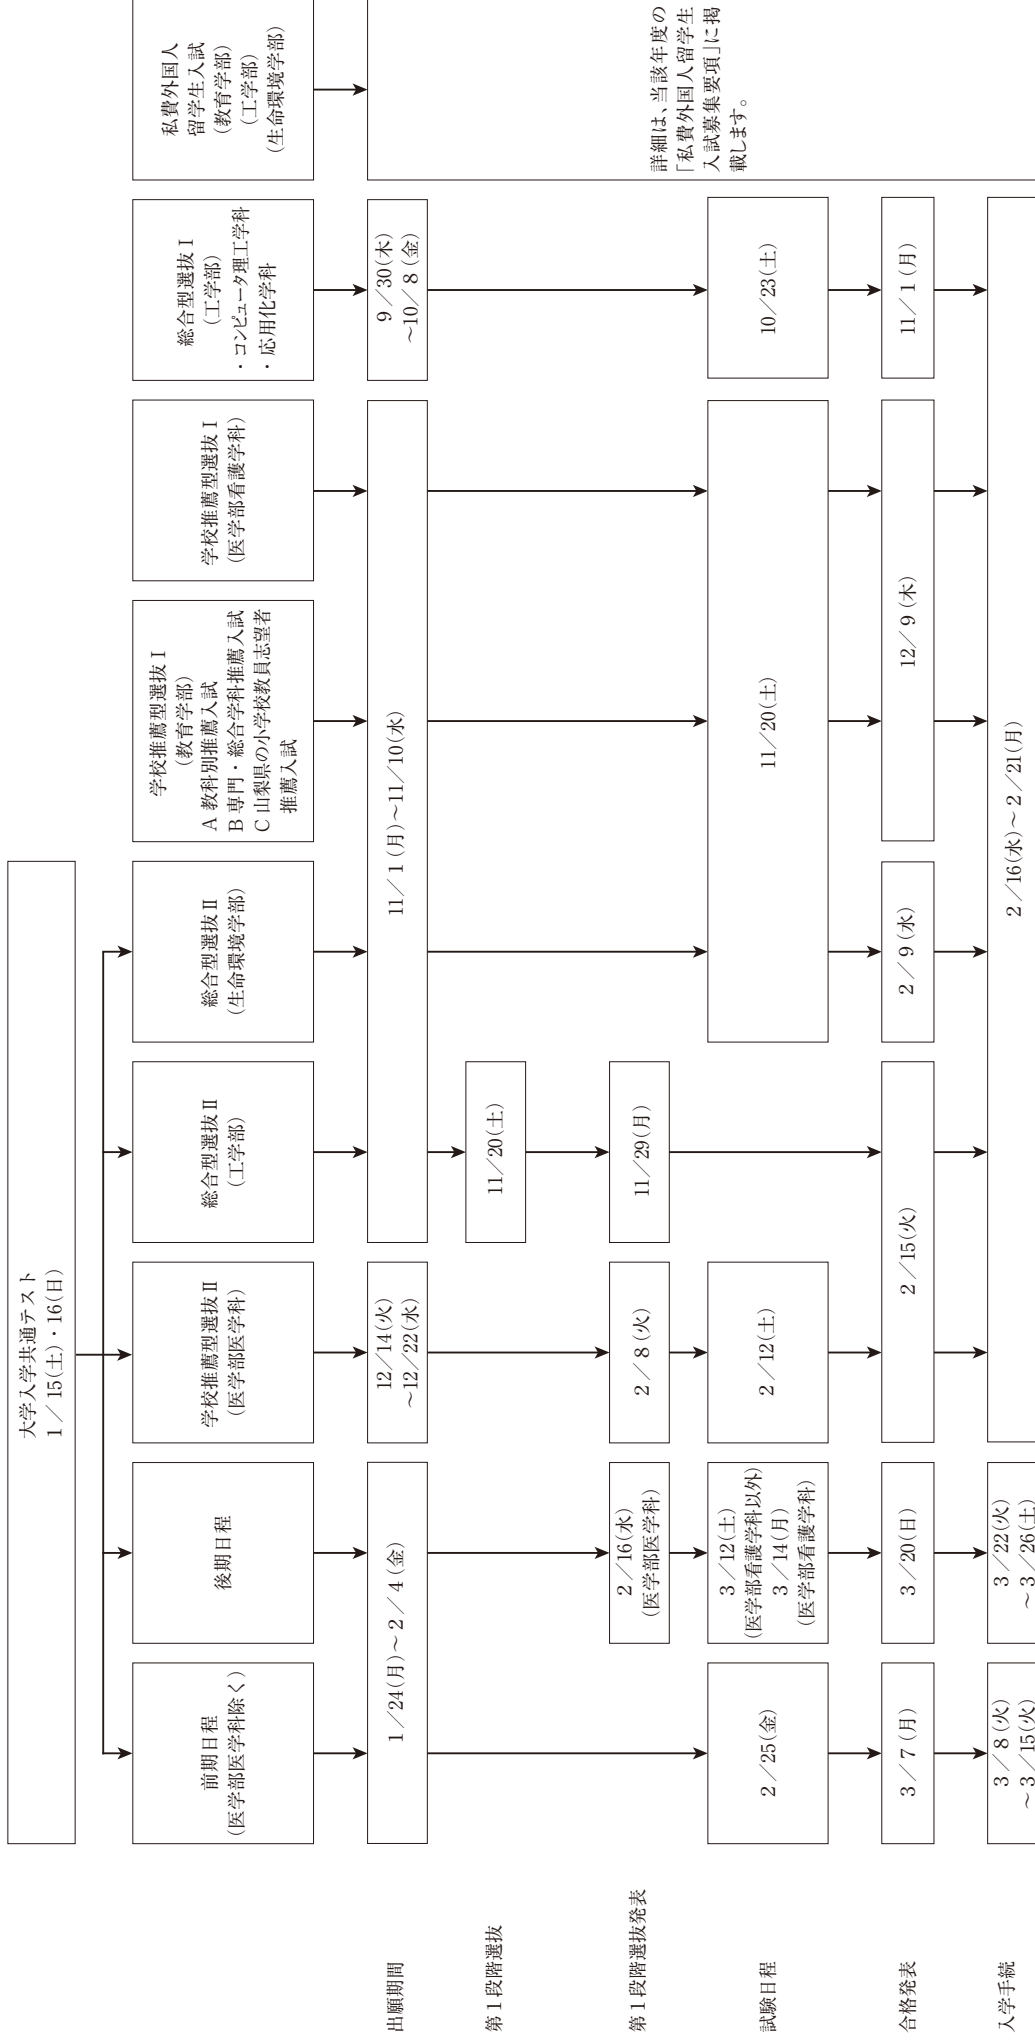 大学入学共通テスト
1／15(土)・16(日)
前期日程
(医学部医学科除く)
後期日程
学校推薦型選抜Ⅱ
(医学部医学科)
総合型選抜Ⅱ
(工学部)
総合型選抜Ⅱ
(生命環境学部)
学校推薦型選抜Ⅰ
(教育学部)
A 教科別推薦入試
B 専門・総合学科推薦入試
C 山梨県の小学校教員志望者
推薦入試
学校推薦型選抜Ⅰ
(医学部看護学科)
総合型選抜Ⅰ
(工学部)
・コンピュータ理工学科
・応用化学科
私費外国人
留学生入試
(教育学部)
(工学部)
(生命環境学部)
出願期間
1／24(月)～2／4(金)
12／14(火)
～12／22(水)
11／1(月)～11／10(水)
9／30(木)
～10／8(金)
詳細は、当該年度の
「私費外国人留学生
入試募集要項」に掲
載します。
第1段階選抜
11／20(土)
第1段階選抜発表
2／16(水)
(医学部医学科)
2／8(火)
11／29(月)
試験日程
2／25(金)
3／12(土)
(医学部看護学科以外)
3／14(月)
(医学部看護学科)
2／12(土)
11／20(土)
10／23(土)
合格発表
3／7(月)
3／20(日)
2／15(火)
2／9(水)
12／9(木)
11／1(月)
入学手続
3／8(火)
～3／15(火)
3／22(火)
～3／26(土)
2／16(水)～2／21(月)